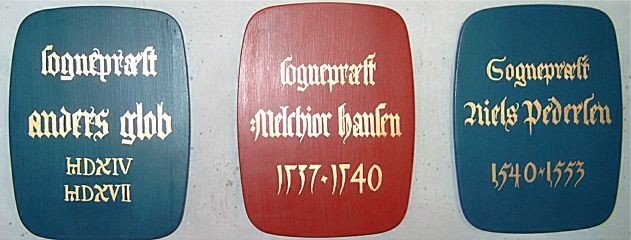 sognepræst
anders glob
MDXIV
MDXVII
sognepræst
:Melchior hansen
1537·1540
Sognepræst
Niels Pedersen
1540~1553